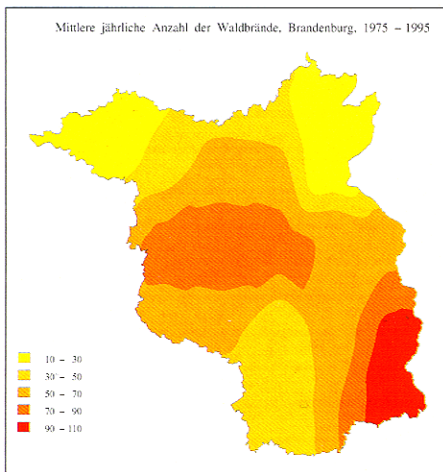 Mittlere jährliche Anzahl der Waldbrände, Brandenburg, 1975 – 1995
10 – 30
30 – 50
50 – 70
70 – 90
90 – 110